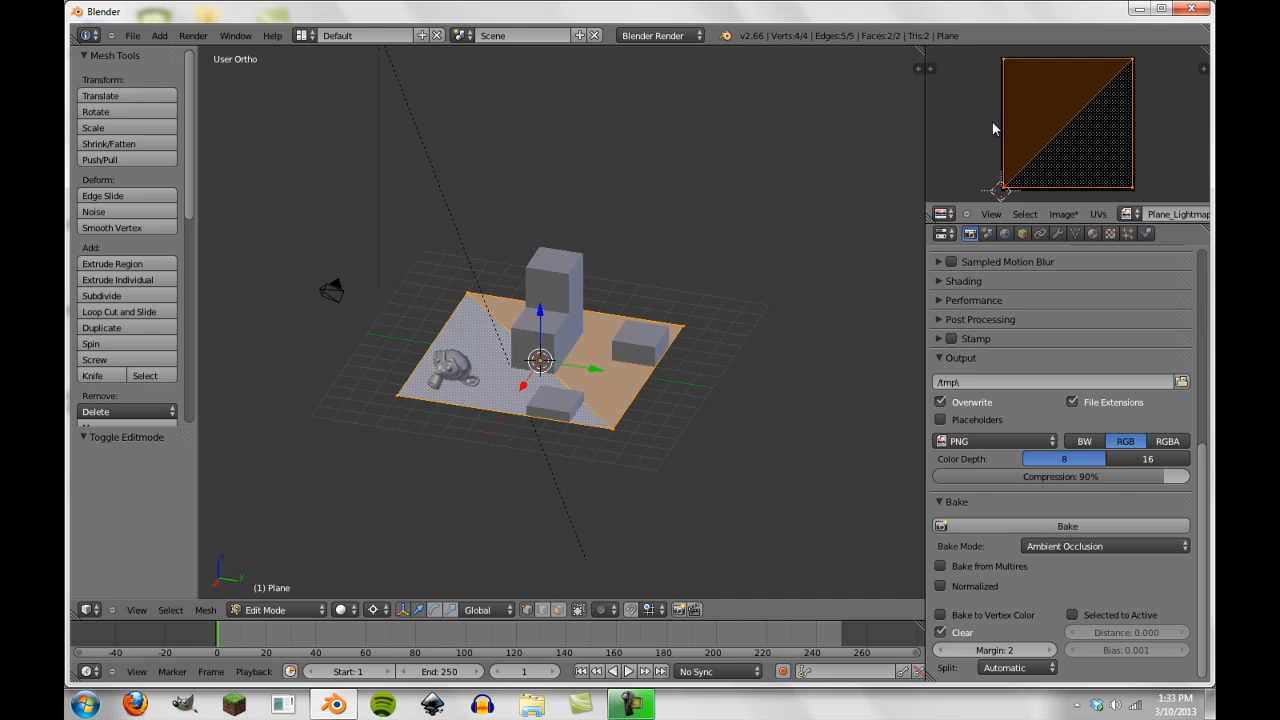 Blender
File Add Render Window Help Default Scene Blender Render v2.66 | Verts:4/4 | Edges:5/5 | Faces:2/2 | Tris:2 | Plane
Mesh Tools
Transform:
Translate
Rotate
Scale
Shrink/Fatten
Push/Pull
Deform:
Edge Slide
Noise
Smooth Vertex
Add:
Extrude Region
Extrude Individual
Subdivide
Loop Cut and Slide
Duplicate
Spin
Screw
Knife Select
Remove:
Delete
Toggle Editmode
User Ortho
(1) Plane
View Select Mesh Edit Mode Global
View Select Image* UVs Plane_Lightmap
Sampled Motion Blur
Shading
Performance
Post Processing
Stamp
Output
/tmp\
Overwrite File Extensions
Placeholders
PNG BW RGB RGBA
Color Depth: 8 16
Compression: 90%
Bake
Bake
Bake Mode: Ambient Occlusion
Bake from Multires
Normalized
Bake to Vertex Color Selected to Active
Clear Distance: 0.000
Margin: 2 Bias: 0.001
Split: Automatic
-40 -20 0 20 40 60 80 100 120 140 160 180 200 220 240 260
View Marker Frame Playback Start: 1 End: 250 1 No Sync
1:33 PM
3/10/2013